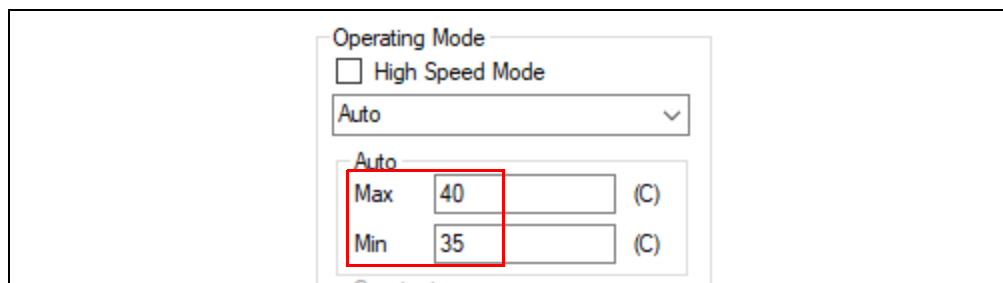 Operating Mode
High Speed Mode
Auto
Auto
Max 40 (C)
Min 35 (C)